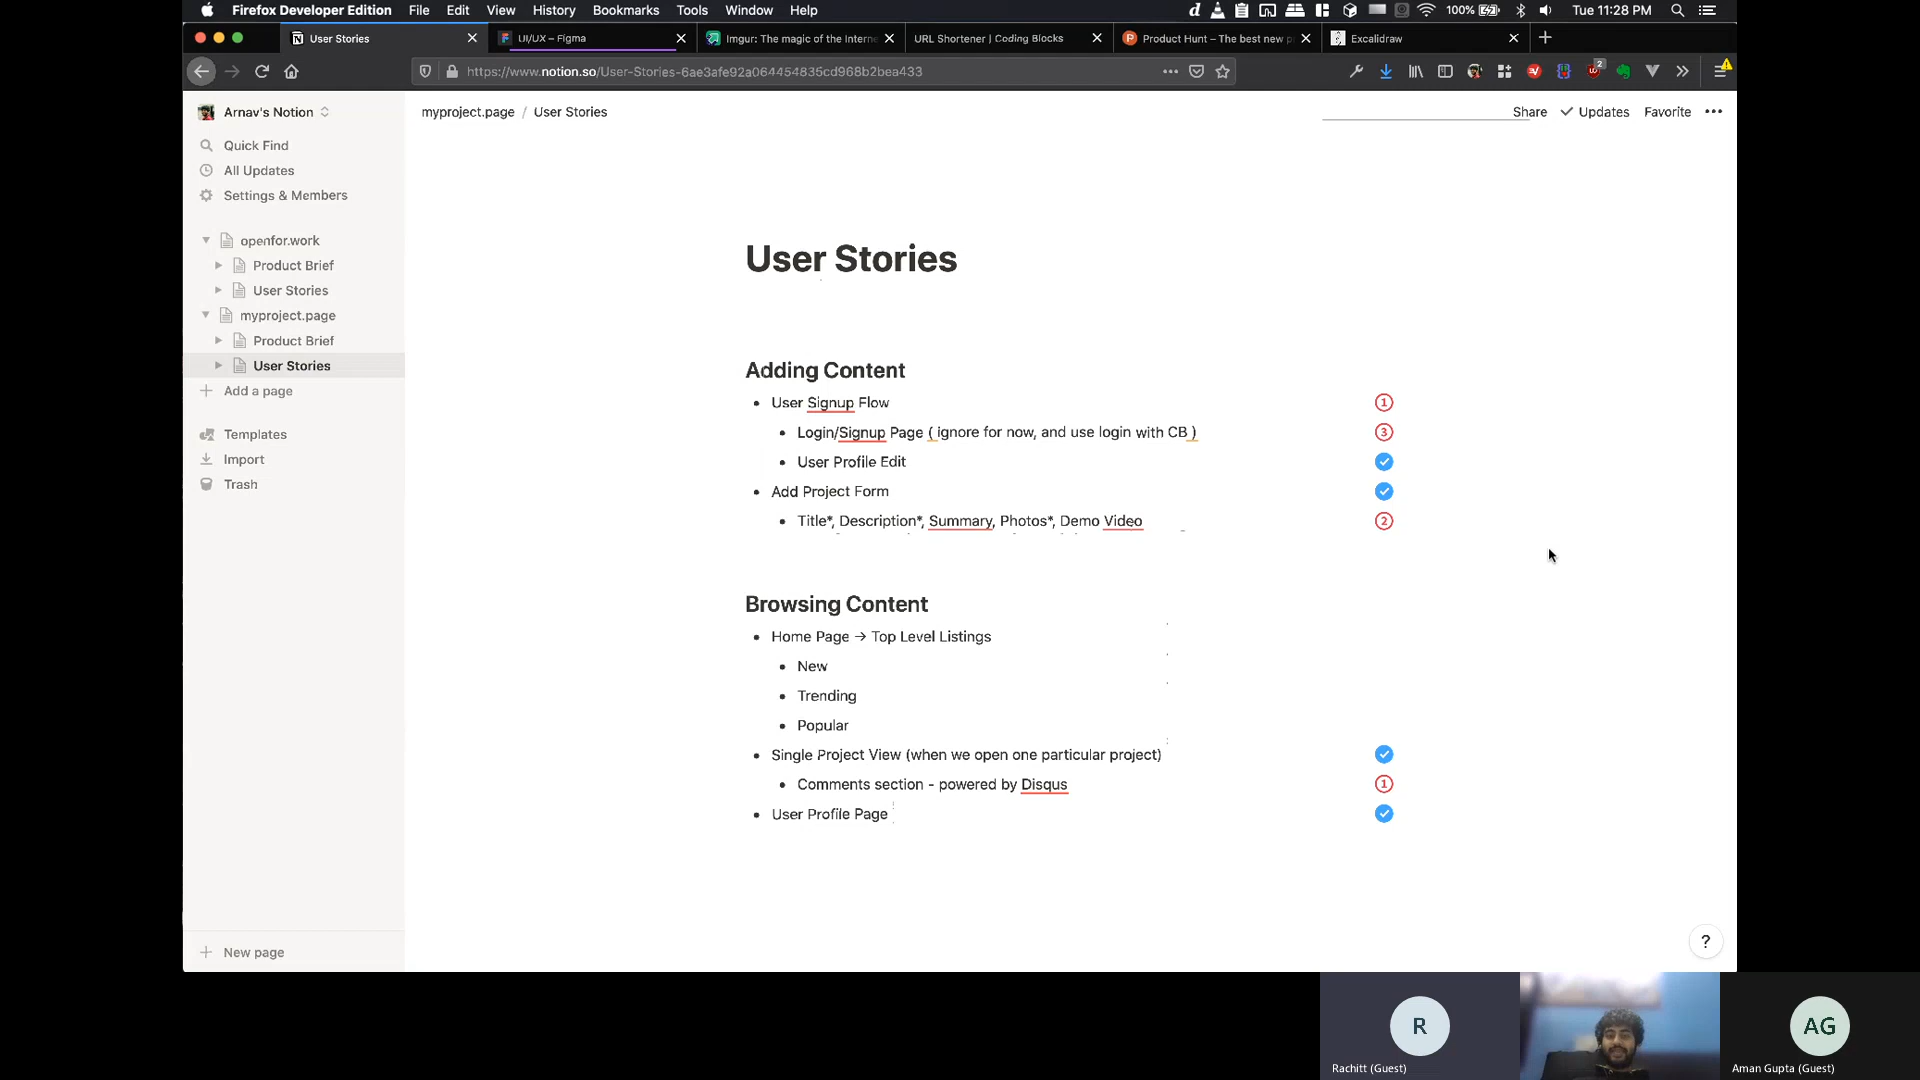 Firefox Developer Edition File Edit View History Bookmarks Tools Window Help
d 100% Tue 11:28 PM
User Stories
UI/UX – Figma
Imgur: The magic of the Interne
URL Shortener | Coding Blocks
Product Hunt – The best new p
Excalidraw
https://www.notion.so/User-Stories-6ae3afe92a064454835cd968b2bea433
2
Arnav's Notion
myproject.page / User Stories
Share Updates Favorite
Quick Find
All Updates
Settings & Members
openfor.work
Product Brief
User Stories
myproject.page
Product Brief
User Stories
Add a page
Templates
Import
Trash
New page
User Stories
Adding Content
User Signup Flow 1
Login/Signup Page ( ignore for now, and use login with CB ) 3
User Profile Edit
Add Project Form
Title*, Description*, Summary, Photos*, Demo Video 2
Browsing Content
Home Page → Top Level Listings
New
Trending
Popular
Single Project View (when we open one particular project)
Comments section - powered by Disqus 1
User Profile Page
?
R
AG
Rachitt (Guest)
Aman Gupta (Guest)